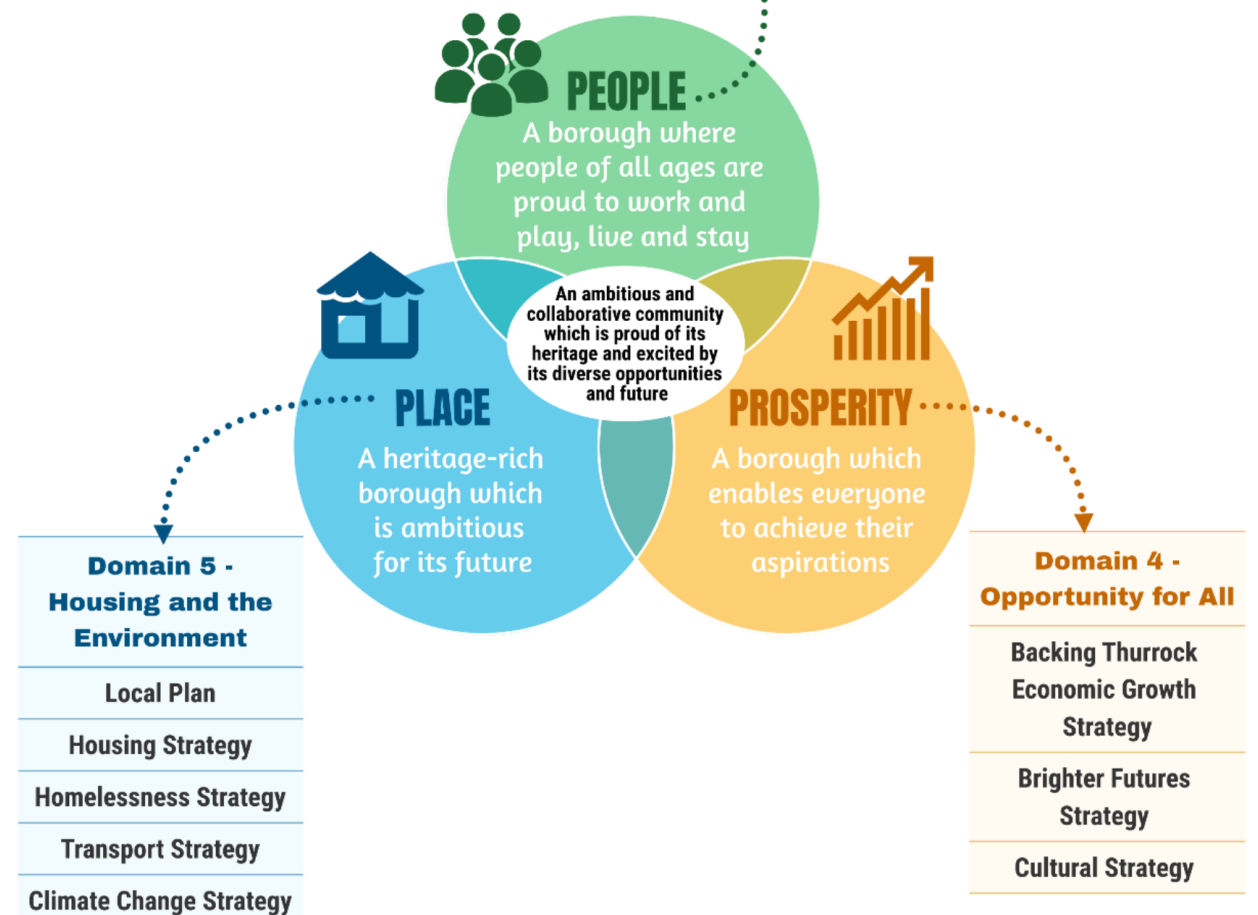 PEOPLE
A borough where
people of all ages are
proud to work and
play, live and stay
An ambitious and
collaborative community
which is proud of its
heritage and excited by
its diverse opportunities
and future
PLACE
A heritage-rich
borough which
is ambitious
for its future
PROSPERITY
A borough which
enables everyone
to achieve their
aspirations
Domain 5 -
Housing and the
Environment
Local Plan
Housing Strategy
Homelessness Strategy
Transport Strategy
Climate Change Strategy
Domain 4 -
Opportunity for All
Backing Thurrock
Economic Growth
Strategy
Brighter Futures
Strategy
Cultural Strategy